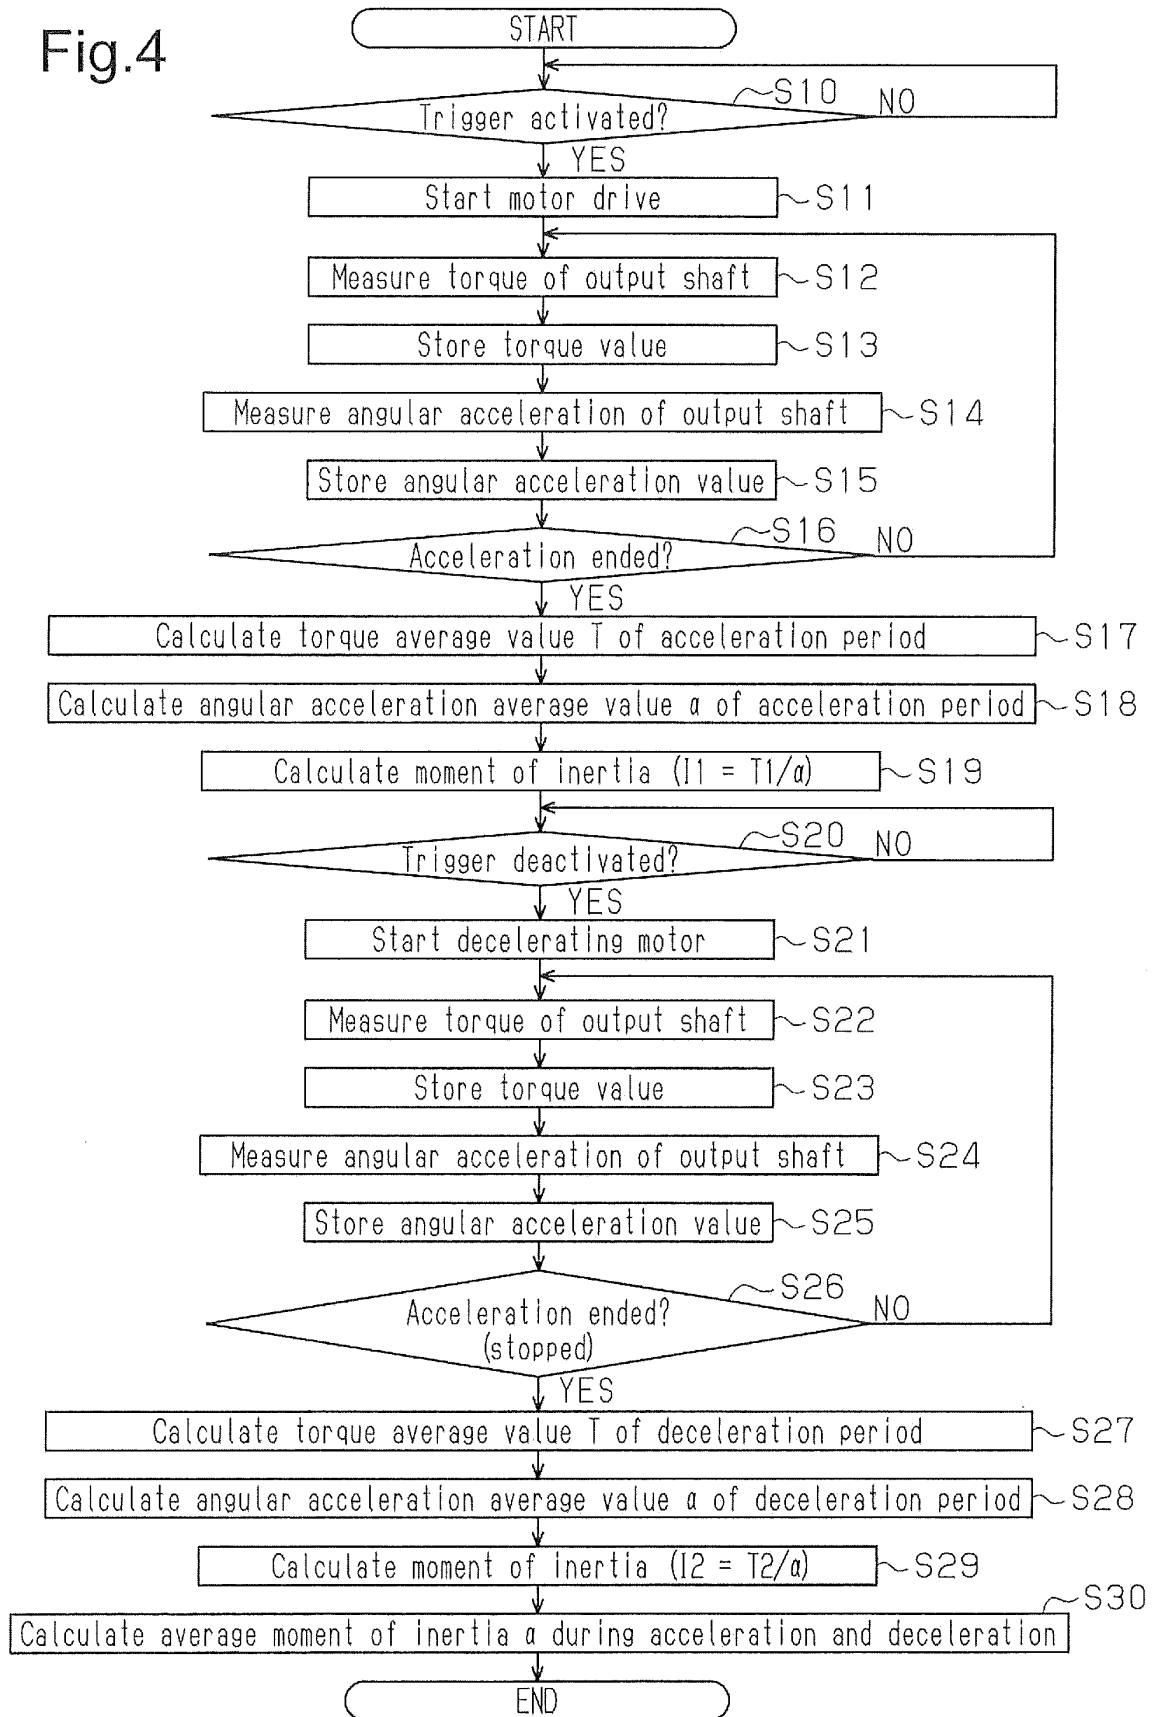 Fig.4
START
Trigger activated?
S10
NO
YES
Start motor drive
S11
Measure torque of output shaft
S12
Store torque value
S13
Measure angular acceleration of output shaft
S14
Store angular acceleration value
S15
Acceleration ended?
S16
NO
YES
Calculate torque average value T of acceleration period
S17
Calculate angular acceleration average value α of acceleration period
S18
Calculate moment of inertia (I1 = T1/α)
S19
Trigger deactivated?
S20
NO
YES
Start decelerating motor
S21
Measure torque of output shaft
S22
Store torque value
S23
Measure angular acceleration of output shaft
S24
Store angular acceleration value
S25
Acceleration ended?
(stopped)
S26
NO
YES
Calculate torque average value T of deceleration period
S27
Calculate angular acceleration average value α of deceleration period
S28
Calculate moment of inertia (I2 = T2/α)
S29
Calculate average moment of inertia α during acceleration and deceleration
S30
END